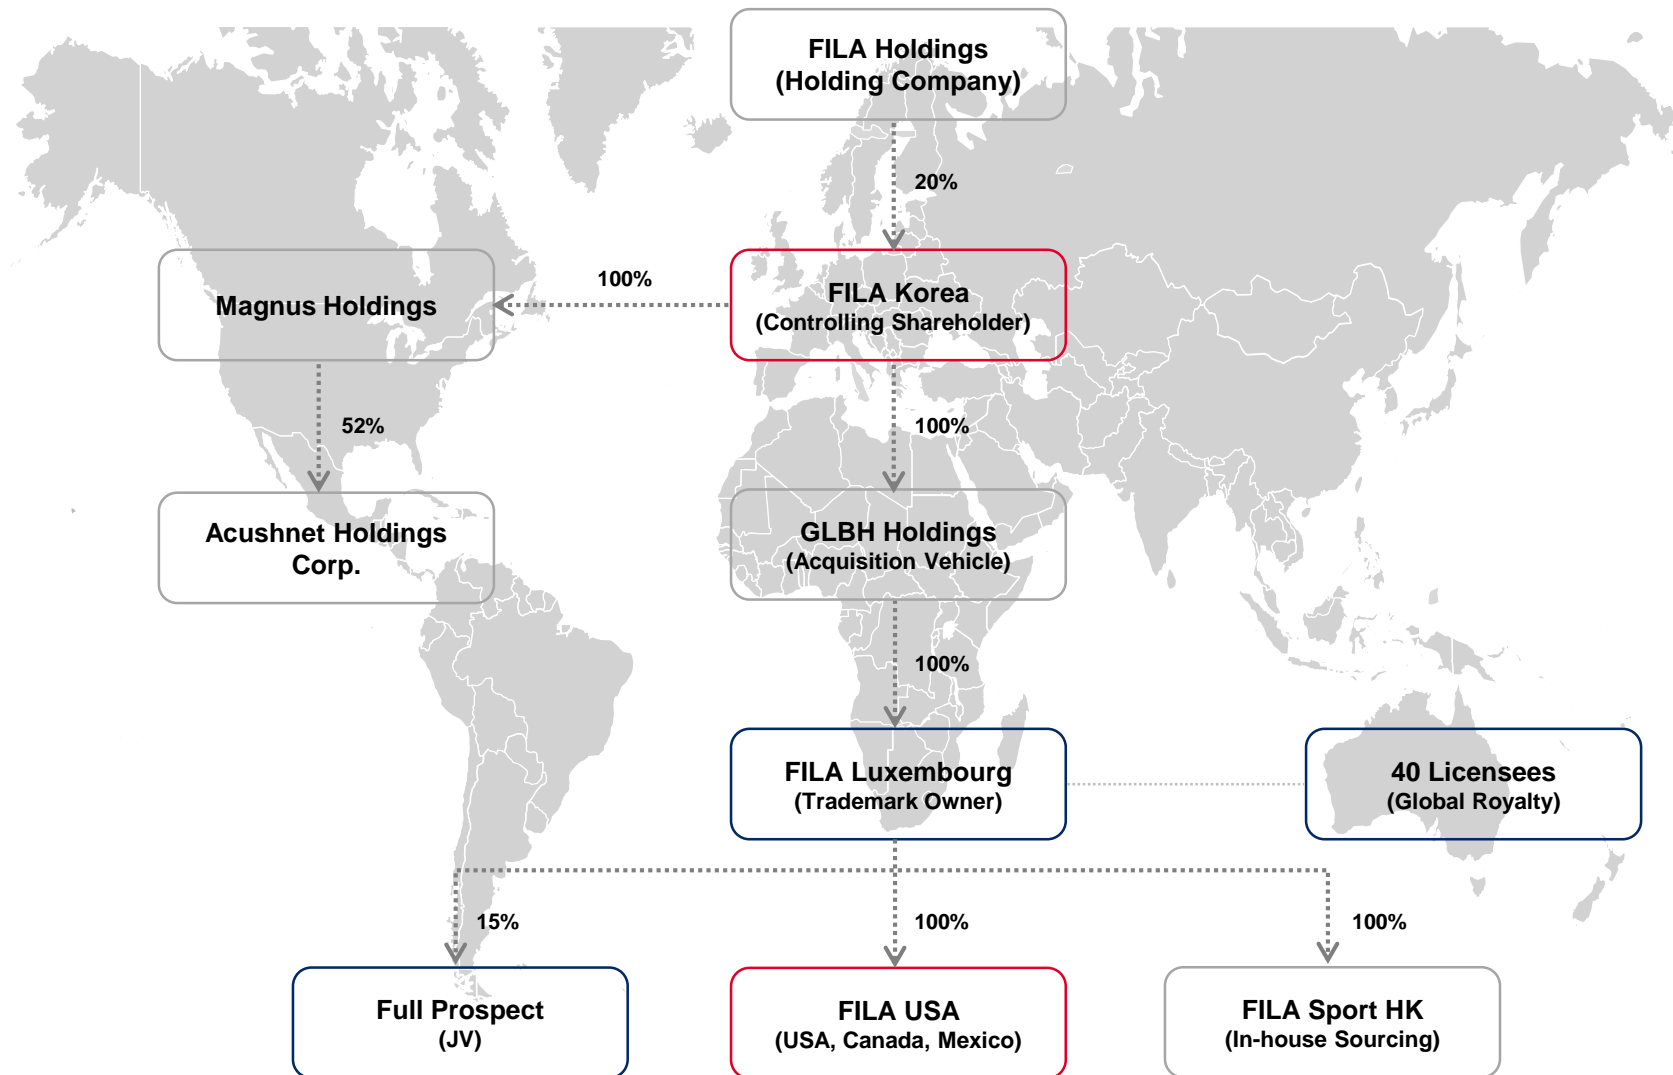 FILA Holdings
(Holding Company)
20%
Magnus Holdings
100%
FILA Korea
(Controlling Shareholder)
52%
100%
Acushnet Holdings
Corp.
GLBH Holdings
(Acquisition Vehicle)
100%
FILA Luxembourg
(Trademark Owner)
40 Licensees
(Global Royalty)
15%
100%
100%
Full Prospect
(JV)
FILA USA
(USA, Canada, Mexico)
FILA Sport HK
(In-house Sourcing)